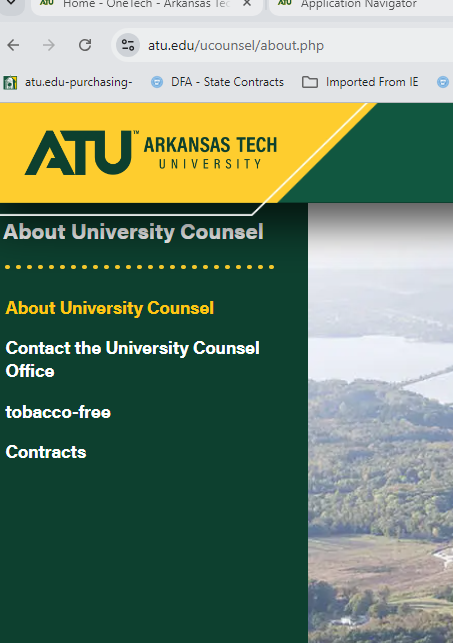 Home - OneTech - Arkansas Tec
Application Navigator
atu.edu/ucounsel/about.php
atu.edu-purchasing-
DFA - State Contracts
Imported From IE
ATU™ ARKANSAS TECH
UNIVERSITY
About University Counsel
About University Counsel
Contact the University Counsel
Office
tobacco-free
Contracts